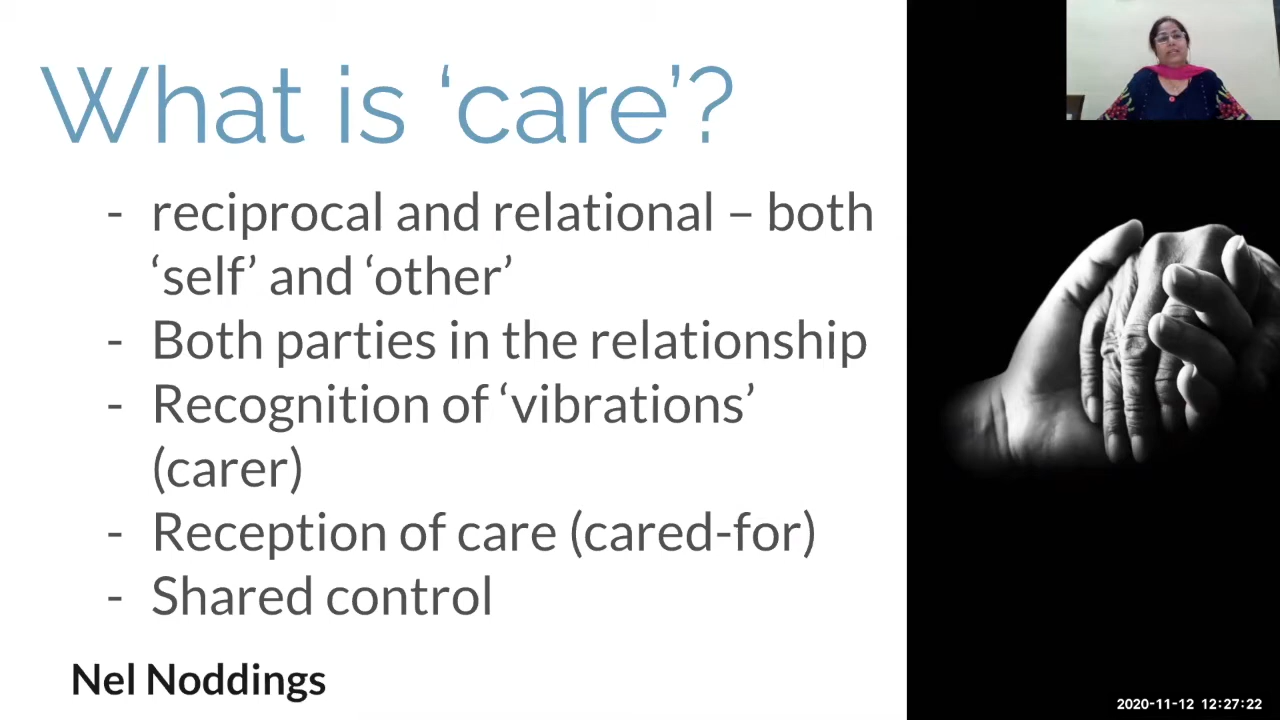 What is ‘care’?
- reciprocal and relational – both
‘self’ and ‘other’
- Both parties in the relationship
- Recognition of ‘vibrations’
(carer)
- Reception of care (cared-for)
- Shared control
Nel Noddings
2020-11-12 12:27:22